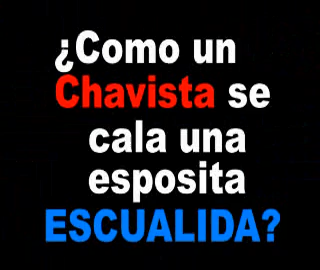 ¿Como un
Chavista se
cala una
esposita
ESCUALIDA?